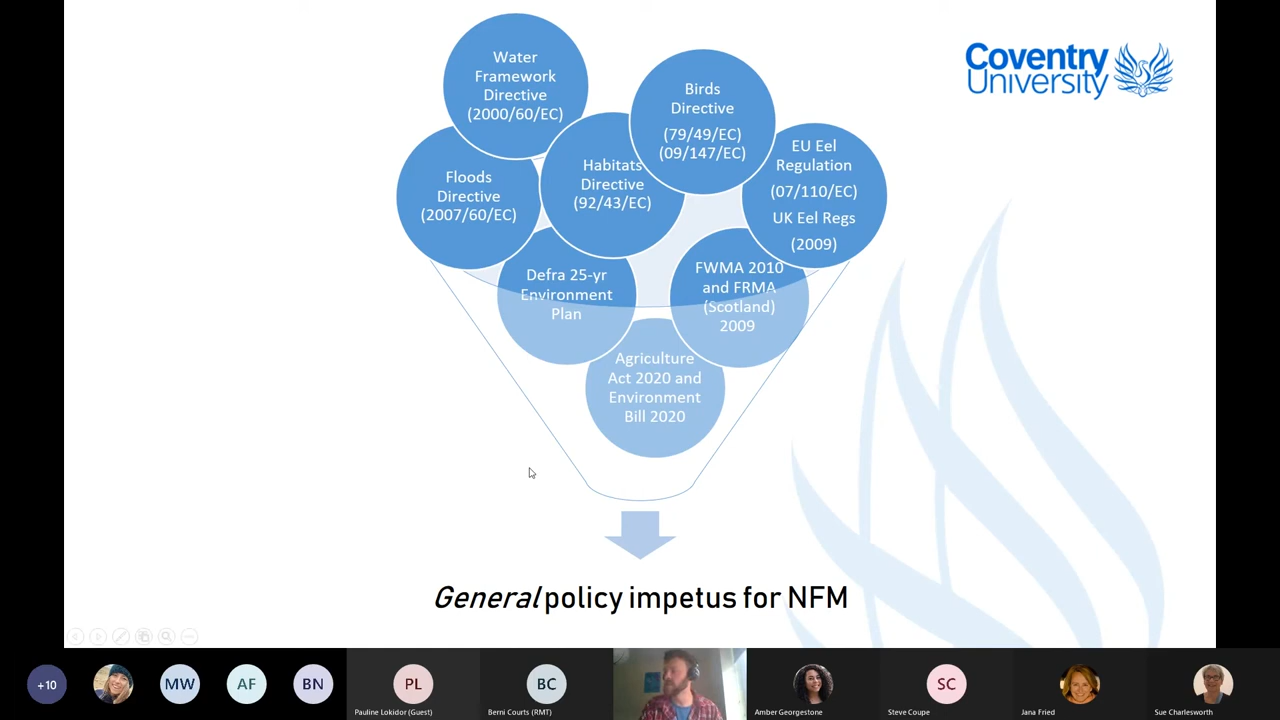 Water
Framework
Directive
(2000/60/EC)
Birds
Directive
(79/49/EC)
(09/147/EC)
Coventry
University
Floods
Directive
(2007/60/EC)
Habitats
Directive
(92/43/EC)
EU Eel
Regulation
(07/110/EC)
UK Eel Regs
(2009)
Defra 25-yr
Environment
Plan
FWMA 2010
and FRMA
(Scotland)
2009
Agriculture
Act 2020 and
Environment
Bill 2020
General policy impetus for NFM
+10
MW
AF
BN
PL
Pauline Lokidor (Guest)
BC
Berni Courts (RMT)
Amber Georgestone
SC
Steve Coupe
Jana Fried
Sue Charlesworth